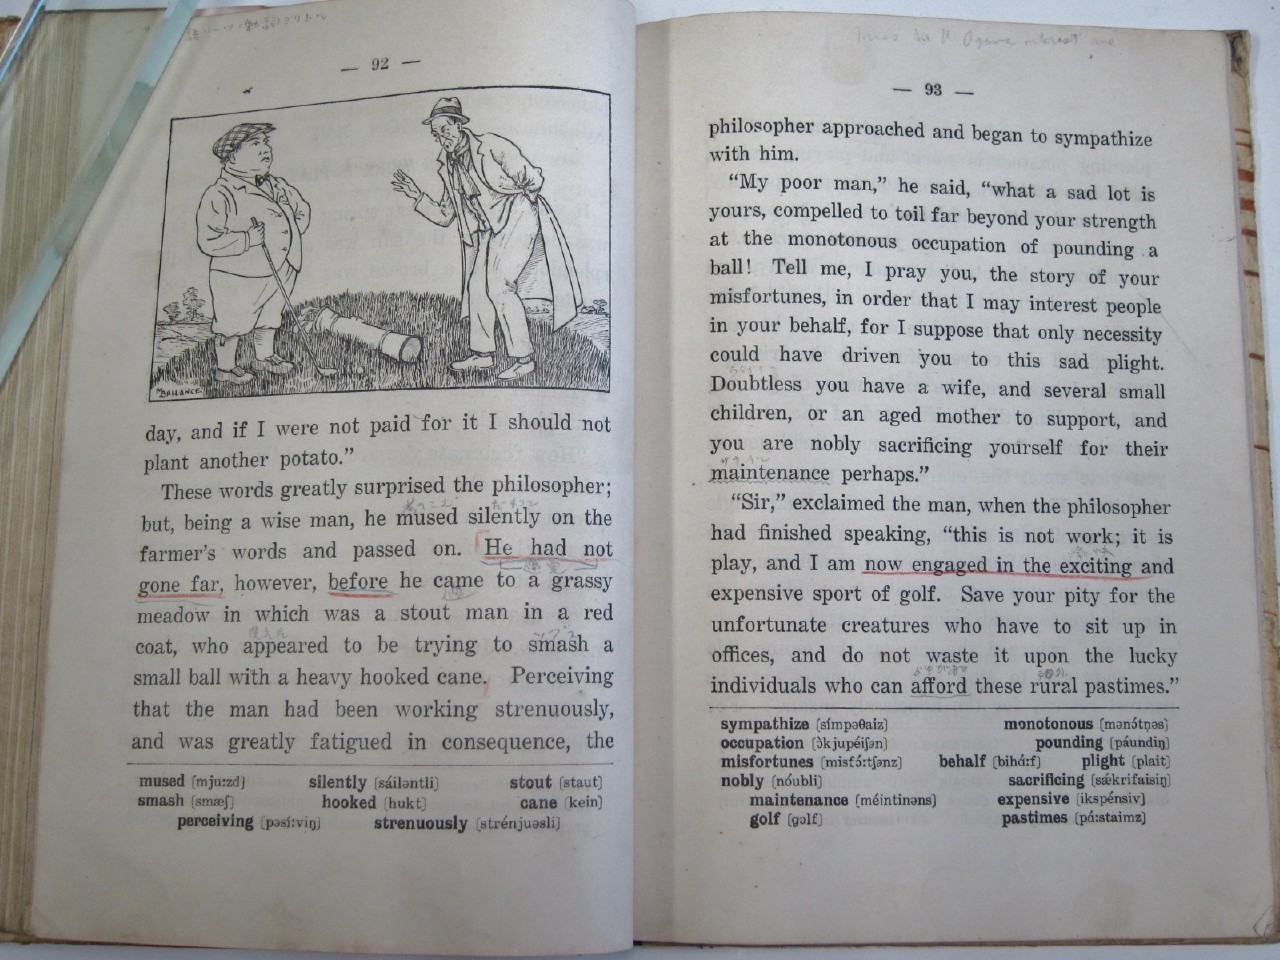 — 92 —
BALLANCE.
day, and if I were not paid for it I should not
plant another potato.”
These words greatly surprised the philosopher;
but, being a wise man, he mused silently on the
farmer’s words and passed on. He had not
gone far, however, before he came to a grassy
meadow in which was a stout man in a red
coat, who appeared to be trying to smash a
small ball with a heavy hooked cane. Perceiving
that the man had been working strenuously,
and was greatly fatigued in consequence, the
mused [mju:zd] silently [sáiləntli] stout [staut]
smash [smæʃ] hooked [hukt] cane [kein]
perceiving [pəsí:viŋ] strenuously [strénjuəsli]
— 93 —
philosopher approached and began to sympathize
with him.
“My poor man,” he said, “what a sad lot is
yours, compelled to toil far beyond your strength
at the monotonous occupation of pounding a
ball! Tell me, I pray you, the story of your
misfortunes, in order that I may interest people
in your behalf, for I suppose that only necessity
could have driven you to this sad plight.
Doubtless you have a wife, and several small
children, or an aged mother to support, and
you are nobly sacrificing yourself for their
maintenance perhaps.”
“Sir,” exclaimed the man, when the philosopher
had finished speaking, “this is not work; it is
play, and I am now engaged in the exciting and
expensive sport of golf. Save your pity for the
unfortunate creatures who have to sit up in
offices, and do not waste it upon the lucky
individuals who can afford these rural pastimes.”
sympathize [símpəθaiz] monotonous [mənɔ́tnəs]
occupation [ɔ̀kjupéiʃən] pounding [páundiŋ]
misfortunes [misfɔ́:tʃənz] behalf [bihá:f] plight [plait]
nobly [nóubli] sacrificing [sǽkrifaisiŋ]
maintenance [méintinəns] expensive [ikspénsiv]
golf [gɔlf] pastimes [pá:staimz]